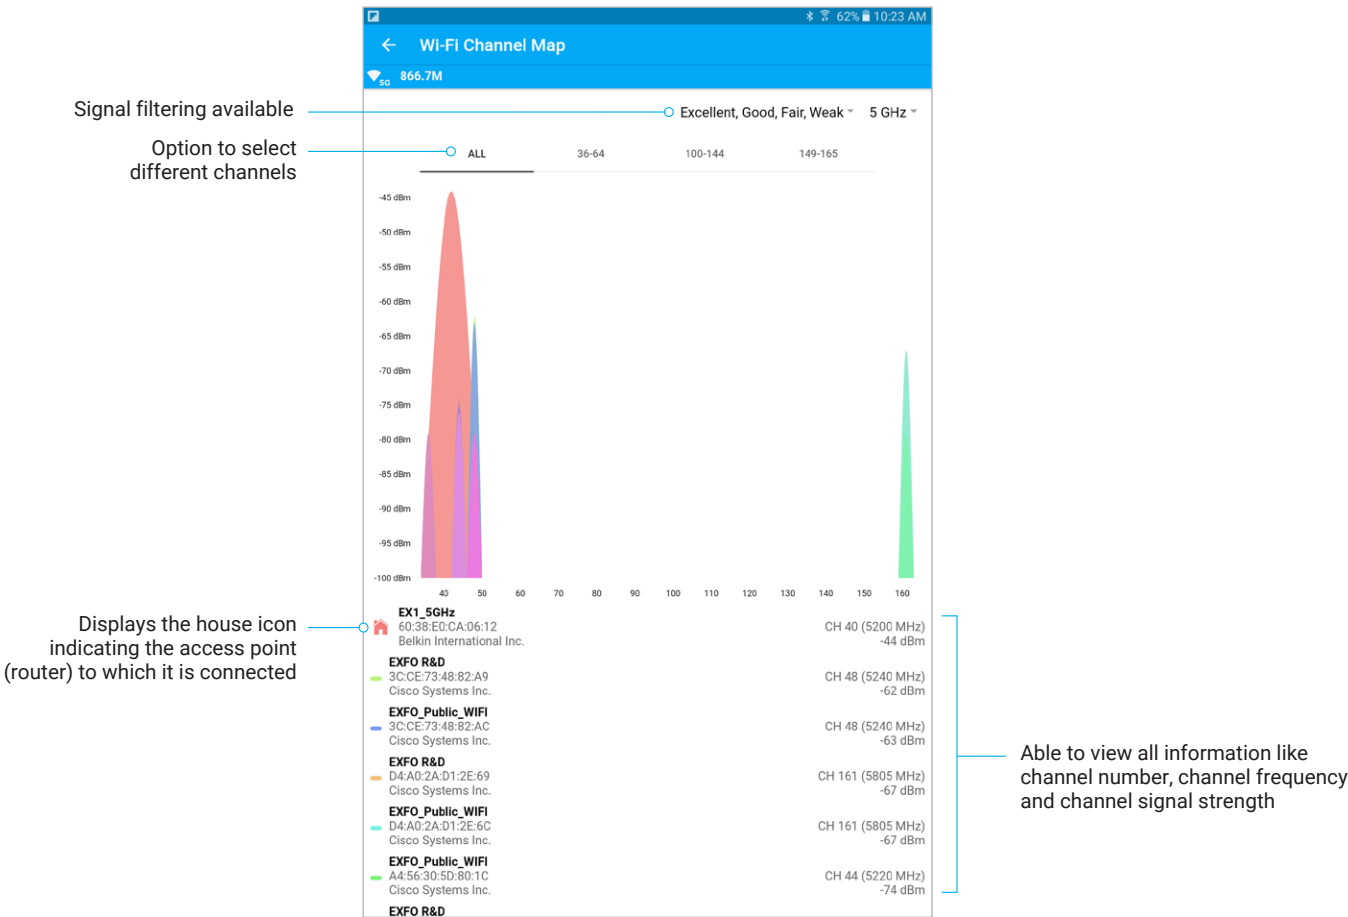 62% 10:23 AM
Wi-Fi Channel Map
5G 866.7M
Signal filtering available
Excellent, Good, Fair, Weak 5 GHz
Option to select
different channels
ALL 36-64 100-144 149-165
-45 dBm
-50 dBm
-55 dBm
-60 dBm
-65 dBm
-70 dBm
-75 dBm
-80 dBm
-85 dBm
-90 dBm
-95 dBm
-100 dBm
40 50 60 70 80 90 100 110 120 130 140 150 160
Displays the house icon
indicating the access point
(router) to which it is connected
EX1_5GHz
60:38:E0:CA:06:12 CH 40 (5200 MHz)
Belkin International Inc. -44 dBm
EXFO R&D
3C:CE:73:48:82:A9 CH 48 (5240 MHz)
Cisco Systems Inc. -62 dBm
EXFO_Public_WIFI
3C:CE:73:48:82:AC CH 48 (5240 MHz)
Cisco Systems Inc. -63 dBm
EXFO R&D
D4:A0:2A:D1:2E:69 CH 161 (5805 MHz)
Cisco Systems Inc. -67 dBm
EXFO_Public_WIFI
D4:A0:2A:D1:2E:6C CH 161 (5805 MHz)
Cisco Systems Inc. -67 dBm
EXFO_Public_WIFI
A4:56:30:5D:80:1C CH 44 (5220 MHz)
Cisco Systems Inc. -74 dBm
EXFO R&D
Able to view all information like
channel number, channel frequency
and channel signal strength